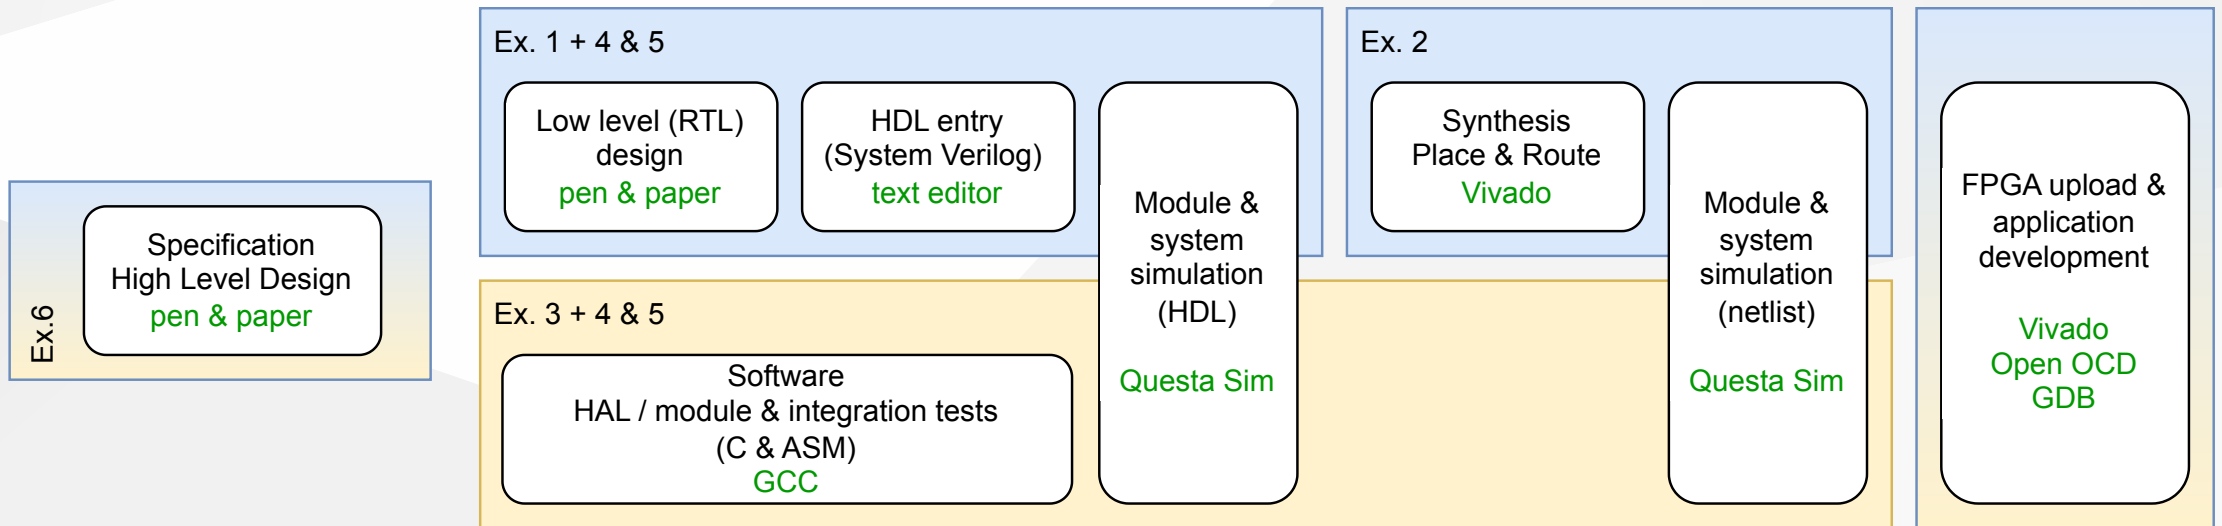 Ex.6
Specification
High Level Design
pen & paper
Ex. 1 + 4 & 5
Low level (RTL)
design
pen & paper
HDL entry
(System Verilog)
text editor
Module &
system
simulation
(HDL)
Questa Sim
Ex. 3 + 4 & 5
Software
HAL / module & integration tests
(C & ASM)
GCC
Ex. 2
Synthesis
Place & Route
Vivado
Module &
system
simulation
(netlist)
Questa Sim
FPGA upload &
application
development
Vivado
Open OCD
GDB